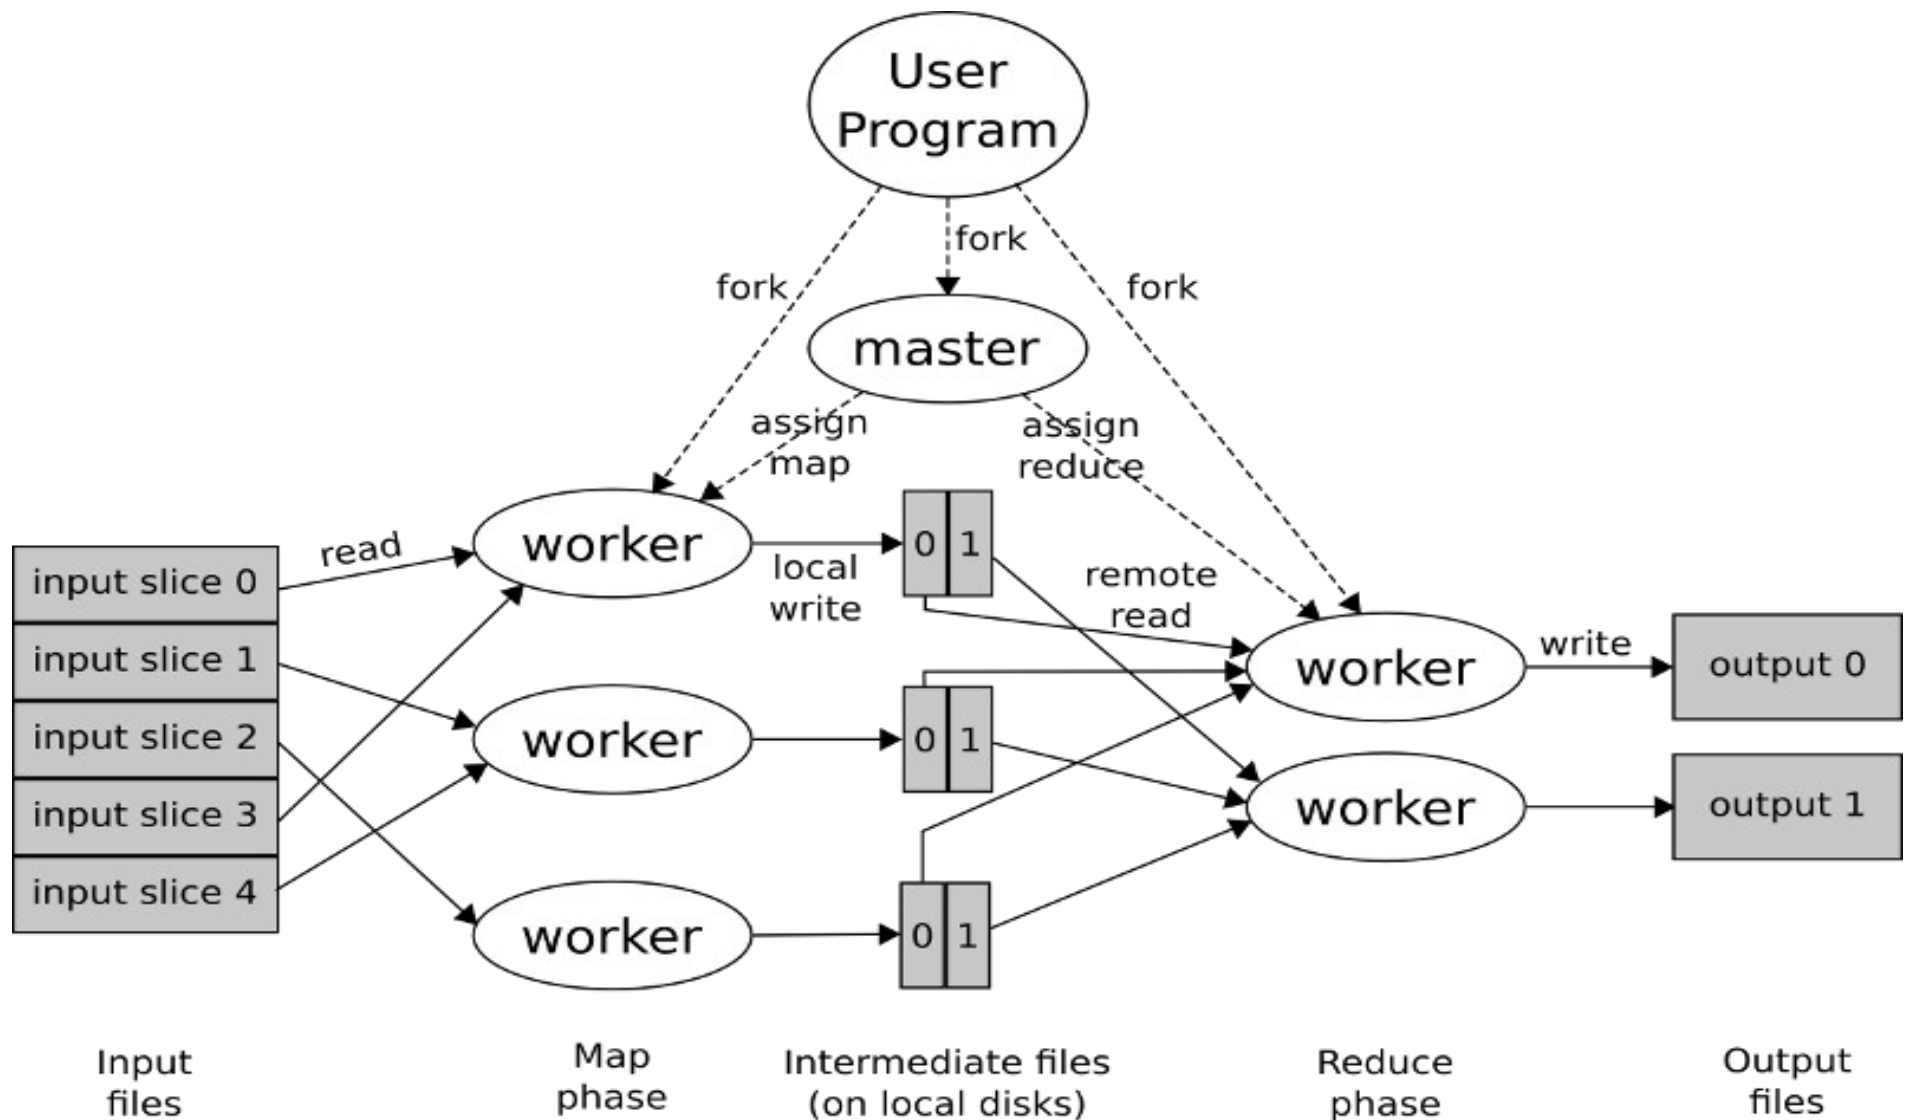 User
Program
fork
fork
fork
master
assign
map
assign
reduce
read
worker
local
write
0 1
remote
read
input slice 0
input slice 1
input slice 2
input slice 3
input slice 4
worker
0 1
worker
write
output 0
worker
output 1
worker
0 1
Input
files
Map
phase
Intermediate files
(on local disks)
Reduce
phase
Output
files